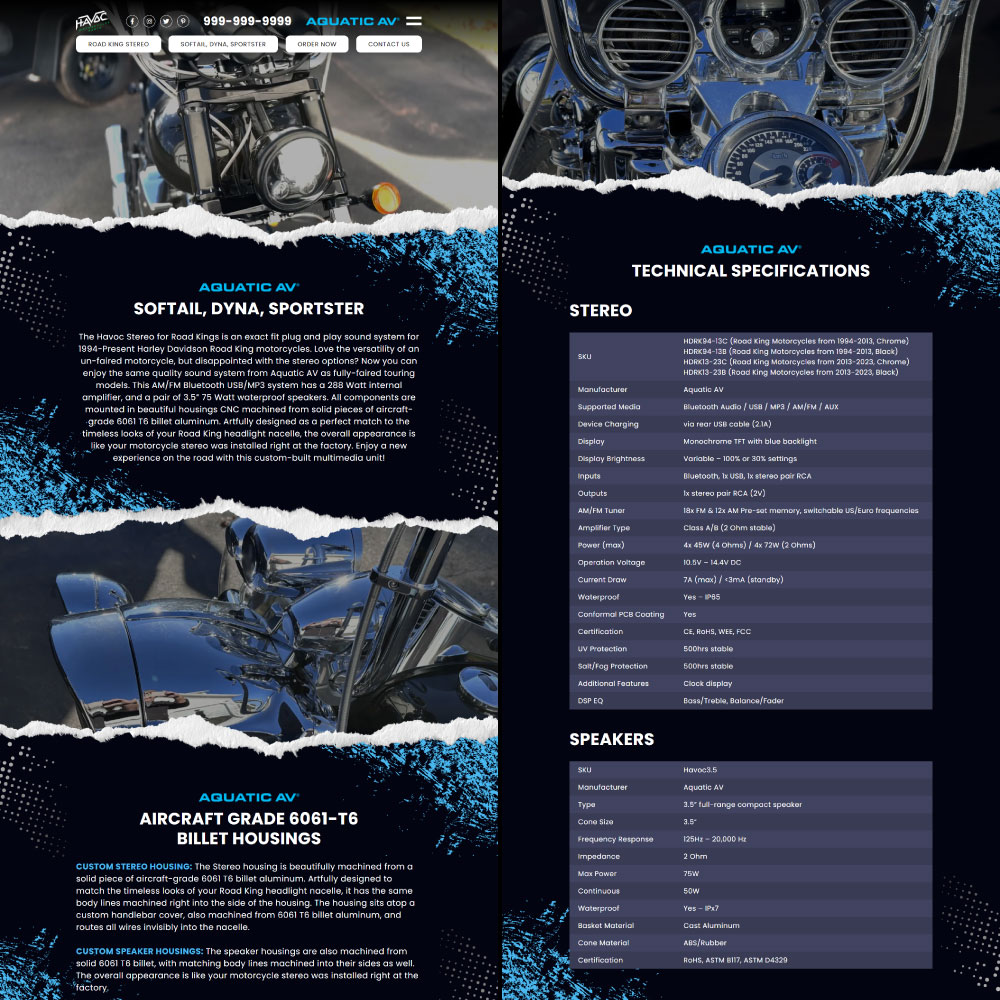 HAVOC
999-999-9999
AQUATIC AV®
ROAD KING STEREO
SOFTAIL, DYNA, SPORTSTER
ORDER NOW
CONTACT US
AQUATIC AV®
SOFTAIL, DYNA, SPORTSTER
The Havoc Stereo for Road Kings is an exact fit plug and play sound system for
1994-Present Harley Davidson Road King motorcycles. Love the versatility of an
un-faired motorcycle, but disappointed with the stereo options? Now you can
enjoy the same quality sound system from Aquatic AV as fully-faired touring
models. This AM/FM Bluetooth USB/MP3 system has a 288 Watt internal
amplifier, and a pair of 3.5" 75 Watt waterproof speakers. All components are
mounted in beautiful housings CNC machined from solid pieces of aircraft-
grade 6061 T6 billet aluminum. Artfully designed as a perfect match to the
timeless looks of your Road King headlight nacelle, the overall appearance is
like your motorcycle stereo was installed right at the factory. Enjoy a new
experience on the road with this custom-built multimedia unit!
AQUATIC AV®
AIRCRAFT GRADE 6061-T6
BILLET HOUSINGS
CUSTOM STEREO HOUSING: The Stereo housing is beautifully machined from a
solid piece of aircraft-grade 6061 T6 billet aluminum. Artfully designed to
match the timeless looks of your Road King headlight nacelle, it has the same
body lines machined right into the side of the housing. The housing sits atop a
custom handlebar cover, also machined from 6061 T6 billet aluminum, and
routes all wires invisibly into the nacelle.
CUSTOM SPEAKER HOUSINGS: The speaker housings are also machined from
solid 6061 T6 billet, with matching body lines machined into their sides as well.
The overall appearance is like your motorcycle stereo was installed right at the
factory.
AQUATIC AV®
TECHNICAL SPECIFICATIONS
STEREO
SKU
HDRK94-13C (Road King Motorcycles from 1994-2013, Chrome)
HDRK94-13B (Road King Motorcycles from 1994-2013, Black)
HDRK13-23C (Road King Motorcycles from 2013-2023, Chrome)
HDRK13-23B (Road King Motorcycles from 2013-2023, Black)
Manufacturer Aquatic AV
Supported Media Bluetooth Audio / USB / MP3 / AM/FM / AUX
Device Charging via rear USB cable (2.1A)
Display Monochrome TFT with blue backlight
Display Brightness Variable – 100% or 30% settings
Inputs Bluetooth, 1x USB, 1x stereo pair RCA
Outputs 1x stereo pair RCA (2V)
AM/FM Tuner 18x FM & 12x AM Pre-set memory, switchable US/Euro frequencies
Amplifier Type Class A/B (2 Ohm stable)
Power (max) 4x 45W (4 Ohms) / 4x 72W (2 Ohms)
Operation Voltage 10.5V – 14.4V DC
Current Draw 7A (max) / <3mA (standby)
Waterproof Yes – IP65
Conformal PCB Coating Yes
Certification CE, RoHS, WEE, FCC
UV Protection 500hrs stable
Salt/Fog Protection 500hrs stable
Additional Features Clock display
DSP EQ Bass/Treble, Balance/Fader
SPEAKERS
SKU Havoc3.5
Manufacturer Aquatic AV
Type 3.5" full-range compact speaker
Cone Size 3.5"
Frequency Response 125Hz – 20,000 Hz
Impedance 2 Ohm
Max Power 75W
Continuous 50W
Waterproof Yes – IPx7
Basket Material Cast Aluminum
Cone Material ABS/Rubber
Certification RoHS, ASTM B117, ASTM D4329